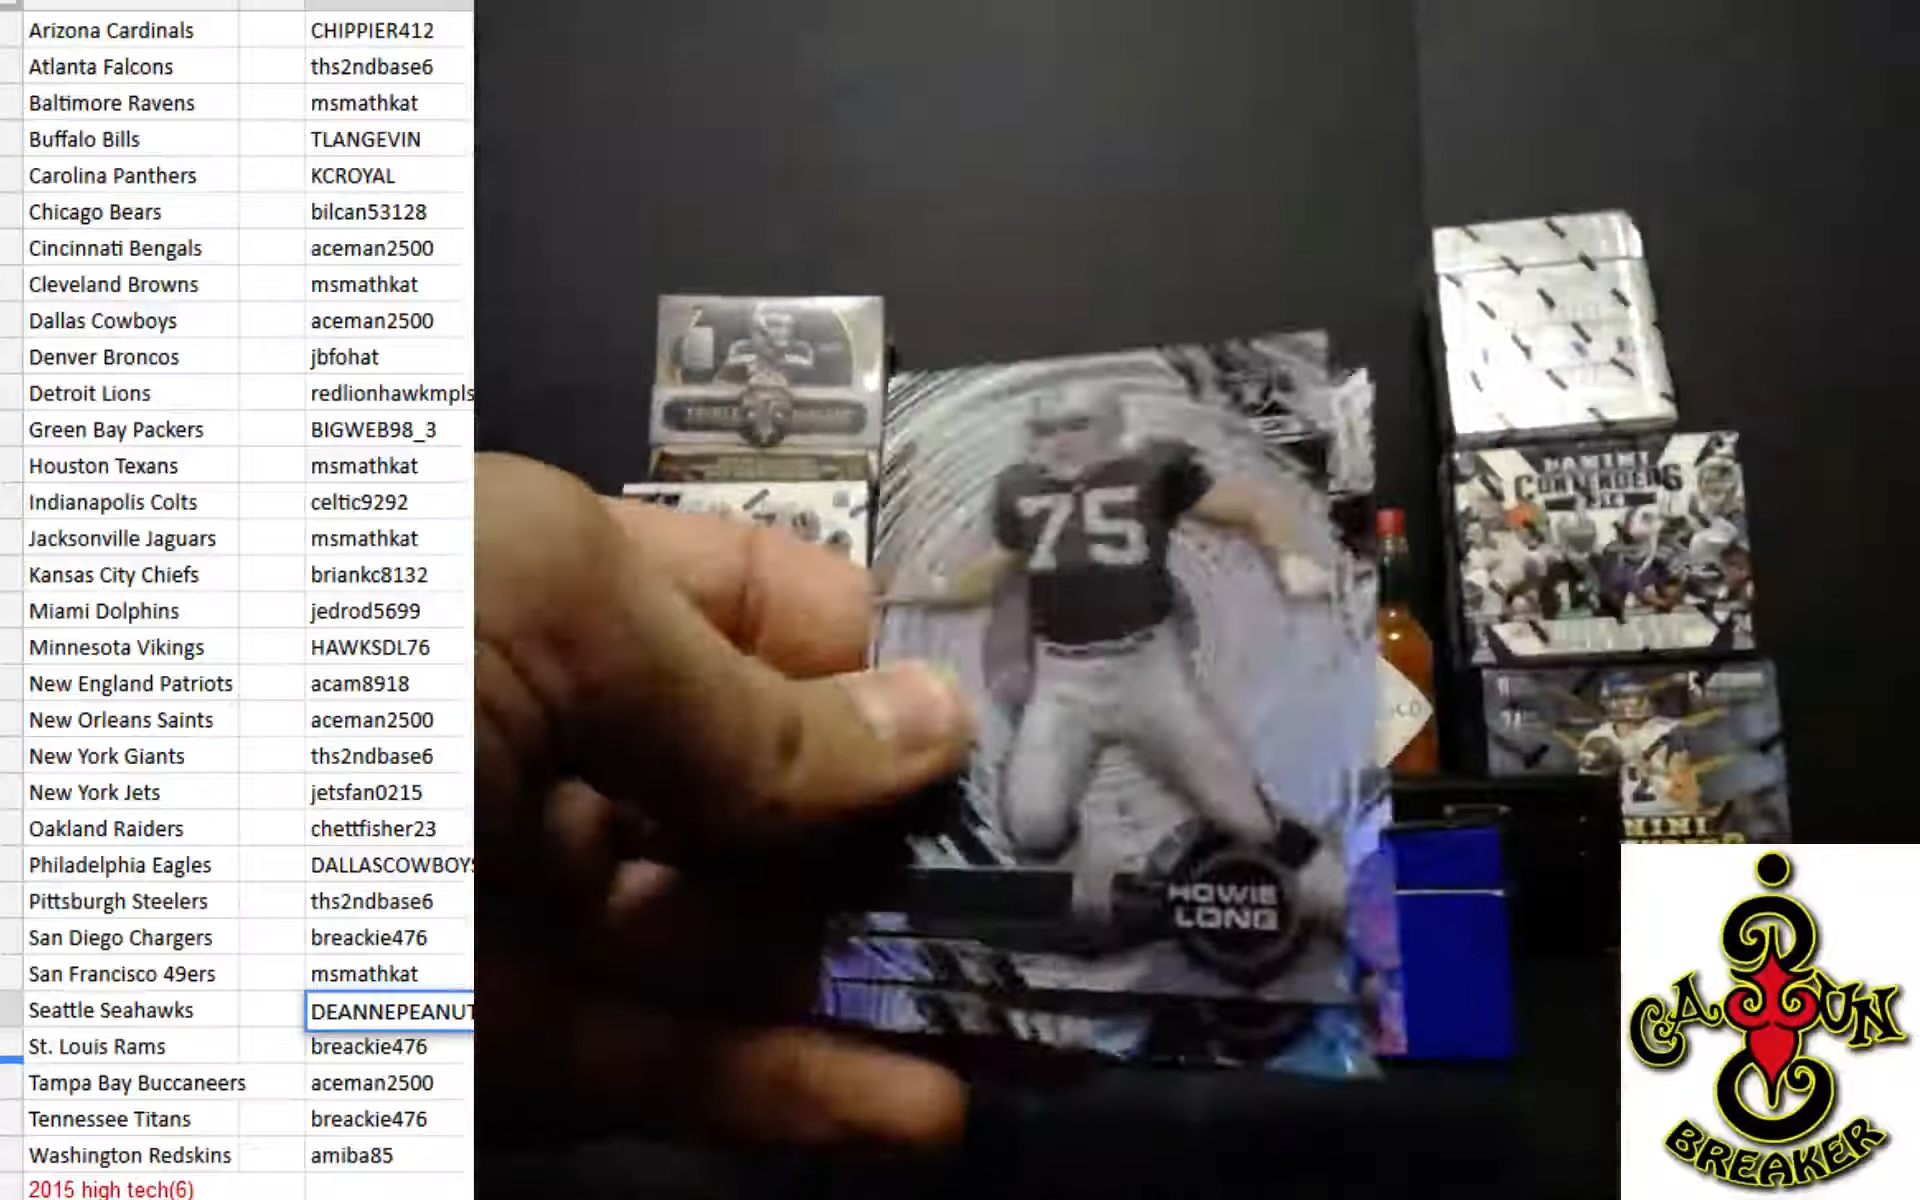 Arizona Cardinals CHIPPIER412
Atlanta Falcons ths2ndbase6
Baltimore Ravens msmathkat
Buffalo Bills TLANGEVIN
Carolina Panthers KCROYAL
Chicago Bears bilcan53128
Cincinnati Bengals aceman2500
Cleveland Browns msmathkat
Dallas Cowboys aceman2500
Denver Broncos jbfohat
Detroit Lions redlionhawkmpls
Green Bay Packers BIGWEB98_3
Houston Texans msmathkat
Indianapolis Colts celtic9292
Jacksonville Jaguars msmathkat
Kansas City Chiefs briankc8132
Miami Dolphins jedrod5699
Minnesota Vikings HAWKSDL76
New England Patriots acam8918
New Orleans Saints aceman2500
New York Giants ths2ndbase6
New York Jets jetsfan0215
Oakland Raiders chettfisher23
Philadelphia Eagles DALLASCOWBOYS
Pittsburgh Steelers ths2ndbase6
San Diego Chargers breackie476
San Francisco 49ers msmathkat
Seattle Seahawks DEANNEPEANUT
St. Louis Rams breackie476
Tampa Bay Buccaneers aceman2500
Tennessee Titans breackie476
Washington Redskins amiba85
2015 high tech(6)
75
HOWIE
LONG
PANINI
CONTENDERS
CAJUN
BREAKER